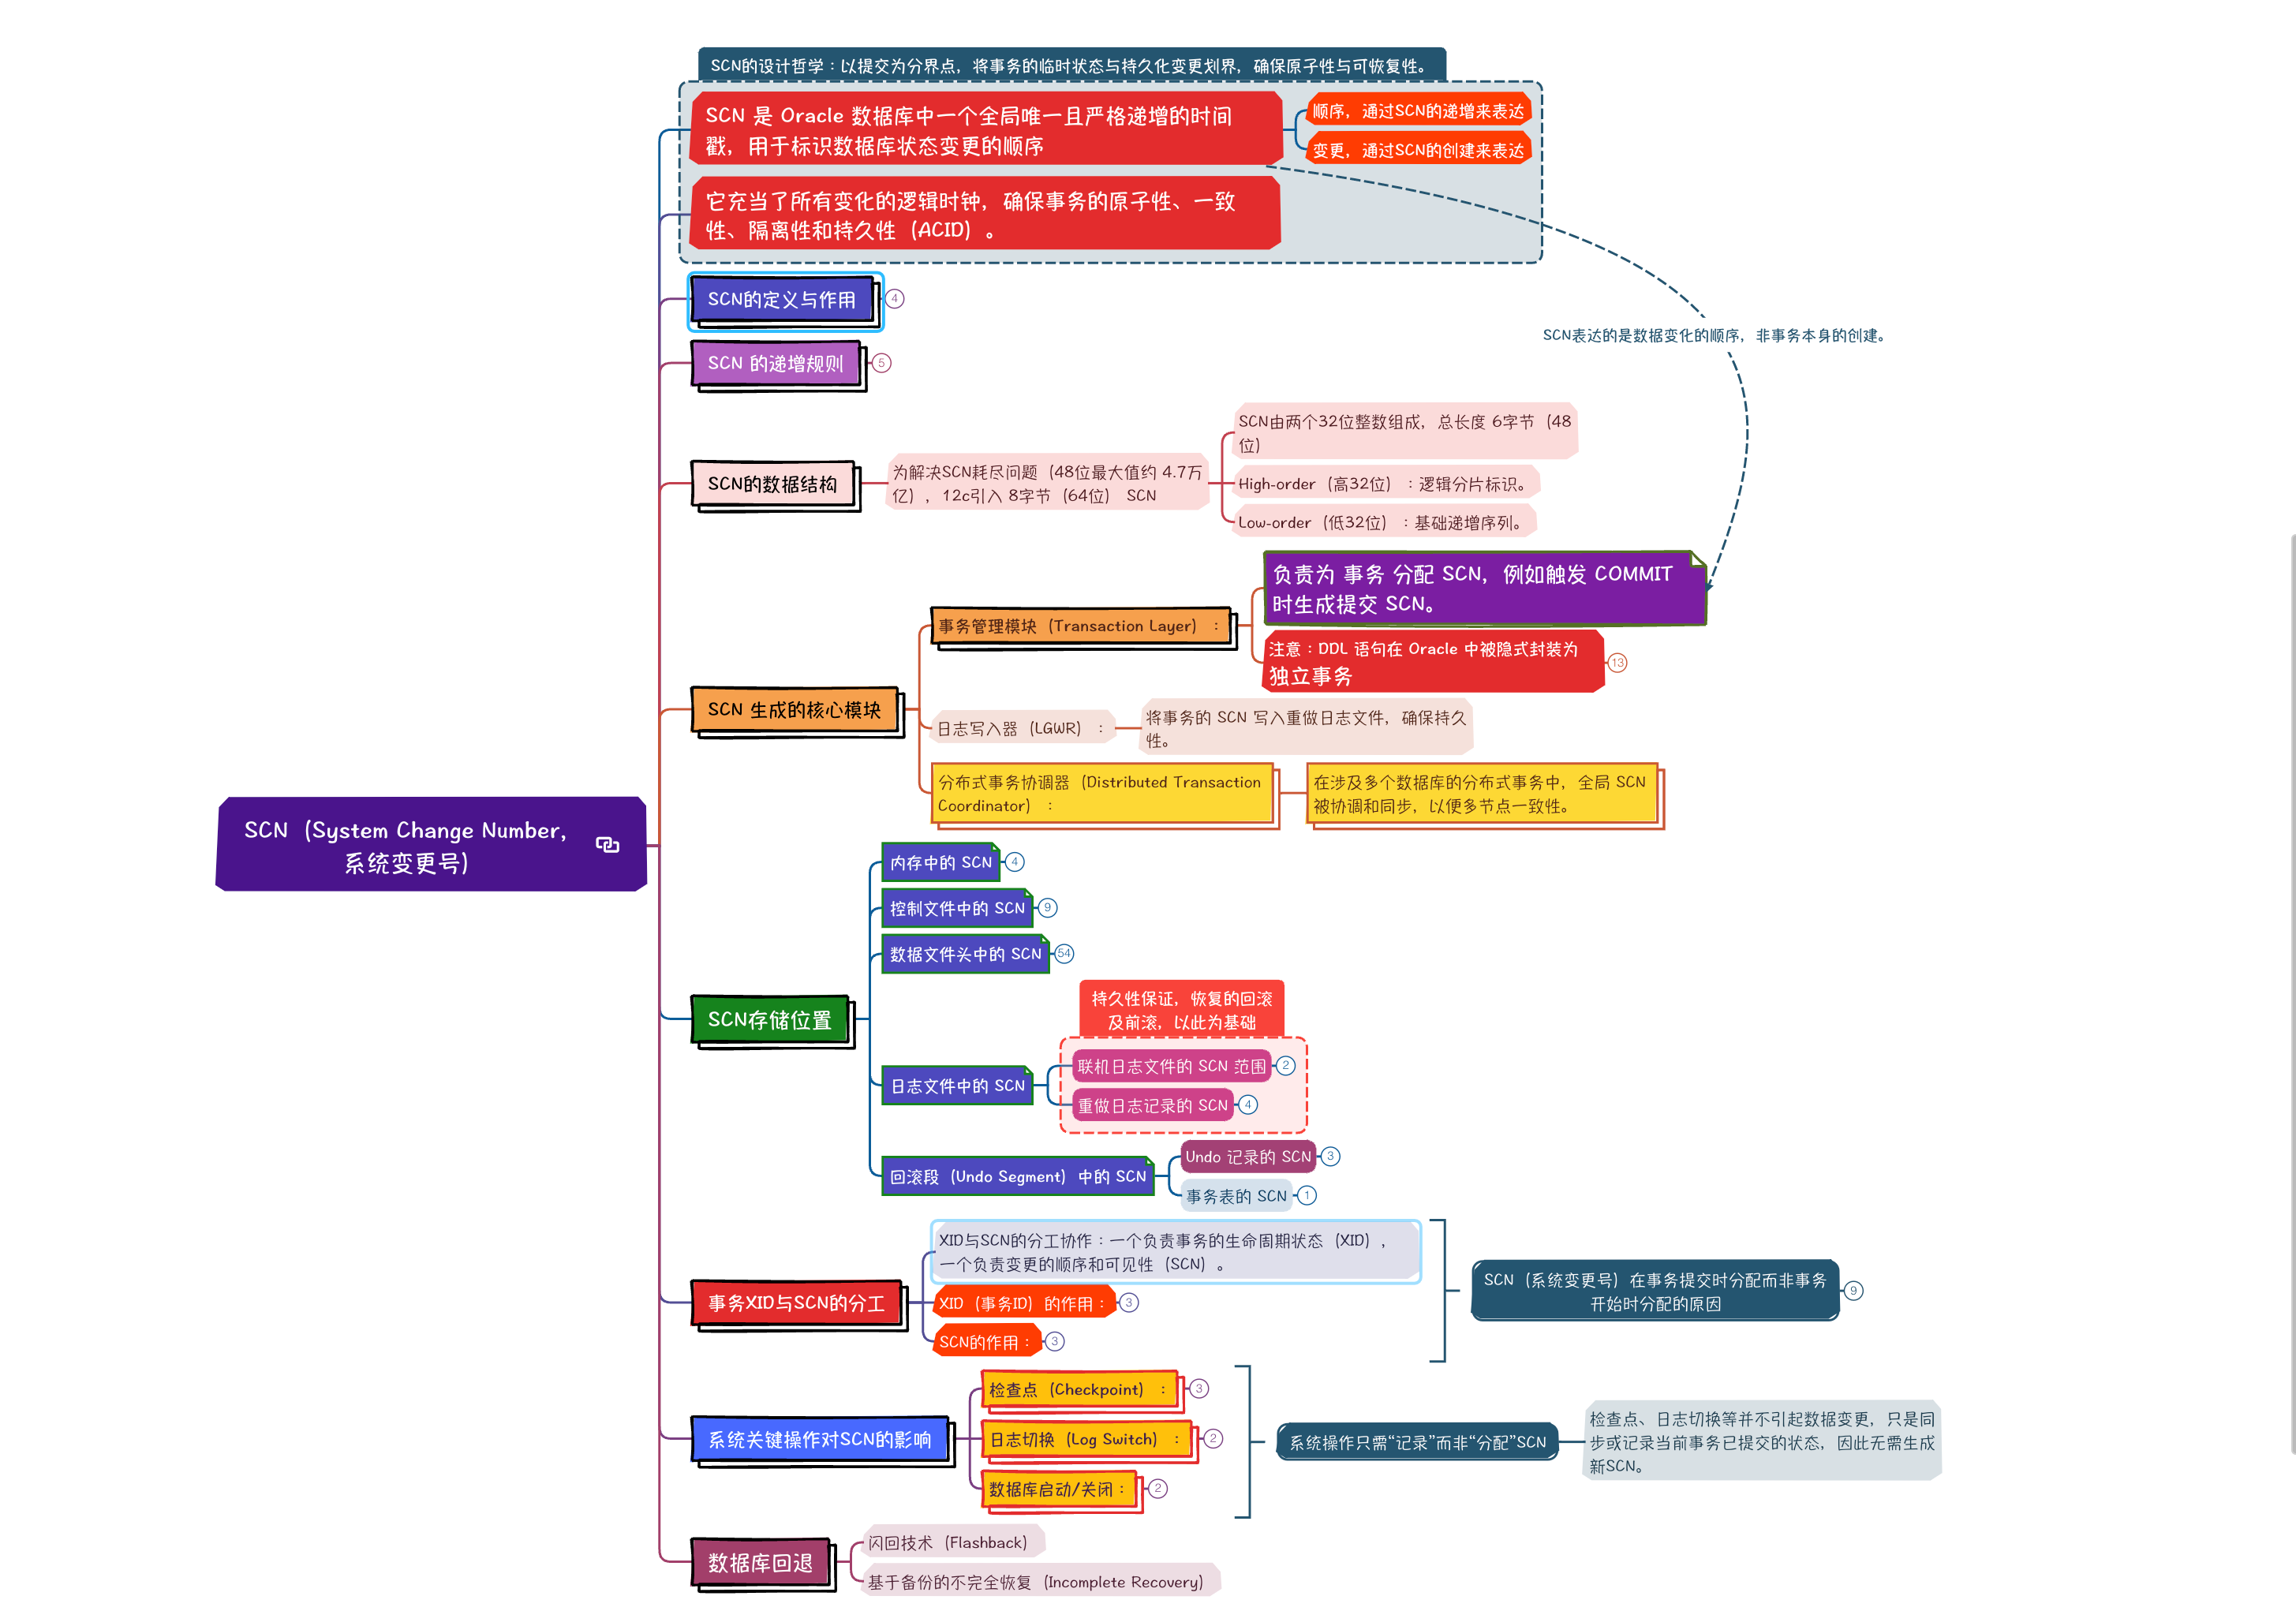 SCN的设计哲学：以提交为分界点，将事务的临时状态与持久化变更划界，确保原子性与可恢复性。
SCN 是 Oracle 数据库中一个全局唯一且严格递增的时间
戳，用于标识数据库状态变更的顺序
顺序，通过SCN的递增来表达
变更，通过SCN的创建来表达
它充当了所有变化的逻辑时钟，确保事务的原子性、一致
性、隔离性和持久性（ACID）。
SCN的定义与作用
4
SCN表达的是数据变化的顺序，非事务本身的创建。
SCN 的递增规则
5
SCN的数据结构
为解决SCN耗尽问题（48位最大值约 4.7万
亿），12c引入 8字节（64位） SCN
SCN由两个32位整数组成，总长度 6字节（48
位）
High-order（高32位）：逻辑分片标识。
Low-order（低32位）：基础递增序列。
SCN 生成的核心模块
事务管理模块（Transaction Layer）：
负责为 事务 分配 SCN，例如触发 COMMIT
时生成提交 SCN。
注意：DDL 语句在 Oracle 中被隐式封装为
独立事务
13
日志写入器（LGWR）：
将事务的 SCN 写入重做日志文件，确保持久
性。
分布式事务协调器（Distributed Transaction
Coordinator）：
在涉及多个数据库的分布式事务中，全局 SCN
被协调和同步，以便多节点一致性。
SCN（System Change Number，
系统变更号）
SCN存储位置
内存中的 SCN
4
控制文件中的 SCN
9
数据文件头中的 SCN
54
日志文件中的 SCN
持久性保证，恢复的回滚
及前滚，以此为基础
联机日志文件的 SCN 范围
2
重做日志记录的 SCN
4
回滚段（Undo Segment）中的 SCN
Undo 记录的 SCN
3
事务表的 SCN
1
事务XID与SCN的分工
XID与SCN的分工协作：一个负责事务的生命周期状态（XID），
一个负责变更的顺序和可见性（SCN）。
XID（事务ID）的作用：
3
SCN的作用：
3
SCN（系统变更号）在事务提交时分配而非事务
开始时分配的原因
9
系统关键操作对SCN的影响
检查点（Checkpoint）：
3
日志切换（Log Switch）：
2
数据库启动/关闭：
2
系统操作只需“记录”而非“分配”SCN
检查点、日志切换等并不引起数据变更，只是同
步或记录当前事务已提交的状态，因此无需生成
新SCN。
数据库回退
闪回技术（Flashback）
基于备份的不完全恢复（Incomplete Recovery）